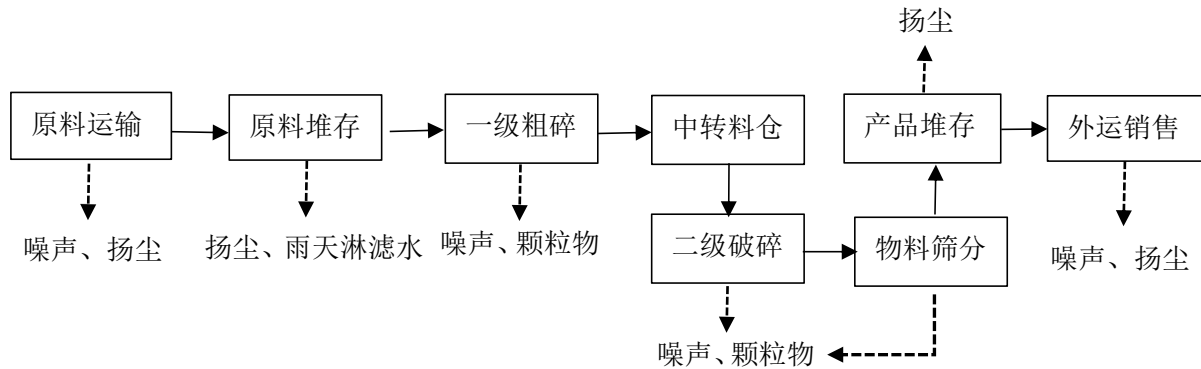 扬尘
原料运输
原料堆存
一级粗碎
中转料仓
产品堆存
外运销售
噪声、扬尘
扬尘、雨天淋滤水
噪声、颗粒物
二级破碎
物料筛分
噪声、扬尘
噪声、颗粒物